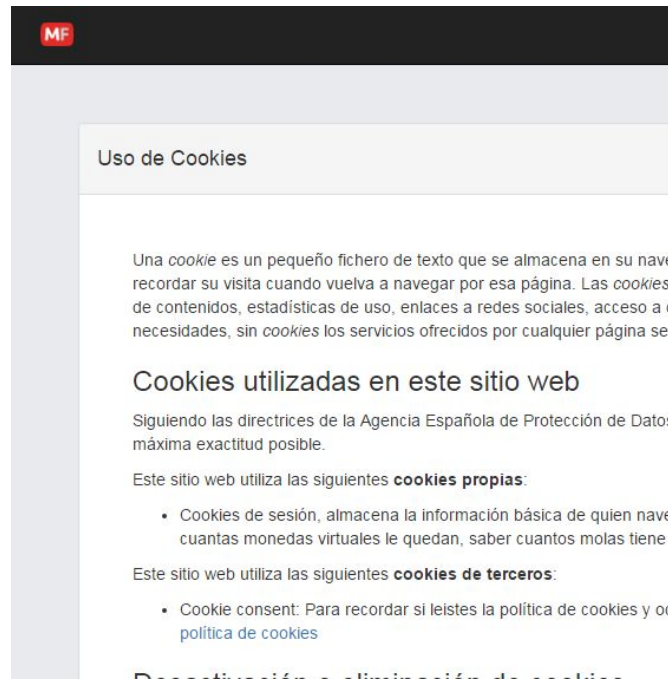 MF
Uso de Cookies
Una cookie es un pequeño fichero de texto que se almacena en su
recordar su visita cuando vuelva a navegar por esa página. Las cookies
de contenidos, estadísticas de uso, enlaces a redes sociales, acceso a
necesidades, sin cookies los servicios ofrecidos por cualquier página se
Cookies utilizadas en este sitio web
Siguiendo las directrices de la Agencia Española de Protección de Datos
máxima exactitud posible.
Este sitio web utiliza las siguientes cookies propias:
• Cookies de sesión, almacena la información básica de quien
cuantas monedas virtuales le quedan, saber cuantos molas tiene
Este sitio web utiliza las siguientes cookies de terceros:
• Cookie consent: Para recordar si leistes la política de cookies y
política de cookies
Desactivación o eliminación de cookies